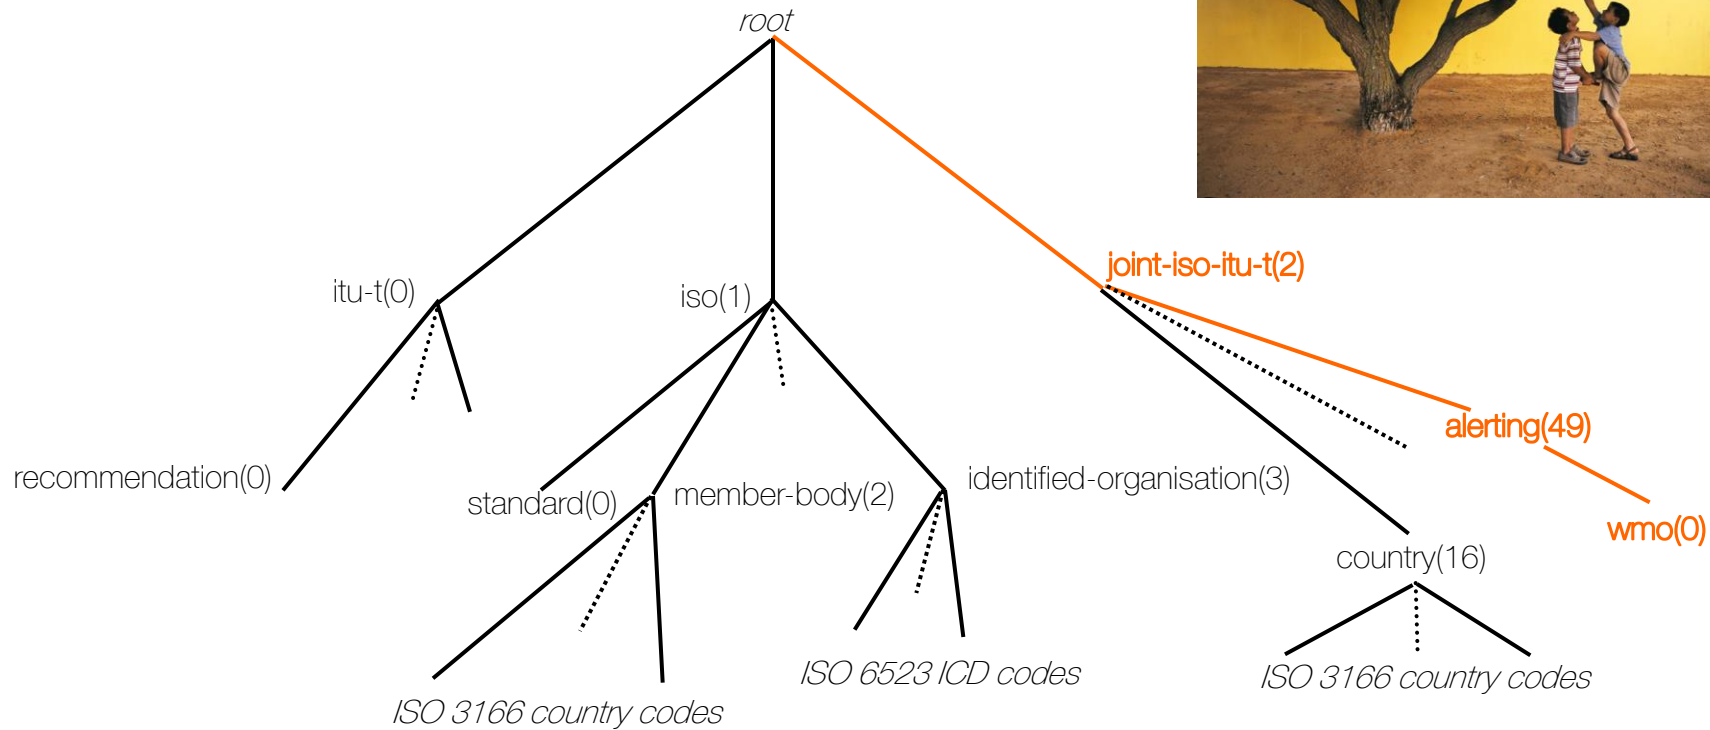 root
joint-iso-itu-t(2)
itu-t(0)
iso(1)
alerting(49)
recommendation(0)
standard(0)
member-body(2)
identified-organisation(3)
wmo(0)
country(16)
ISO 6523 ICD codes
ISO 3166 country codes
ISO 3166 country codes